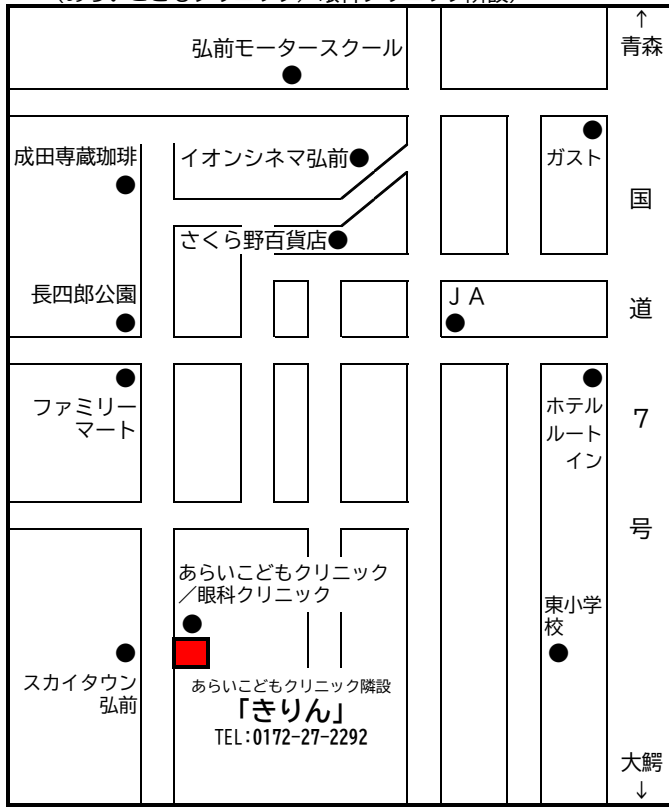 ↑
青森
弘前モータースクール
成田専蔵珈琲
イオンシネマ弘前
ガスト
国
さくら野百貨店
長四郎公園
JA
道
ファミリー
マート
ホテル
ルート
イン
7
号
あらいこどもクリニック
／眼科クリニック
東小学
校
スカイタウン
弘前
あらいこどもクリニック隣設
「きりん」
TEL:0172-27-2292
大鰐
↓